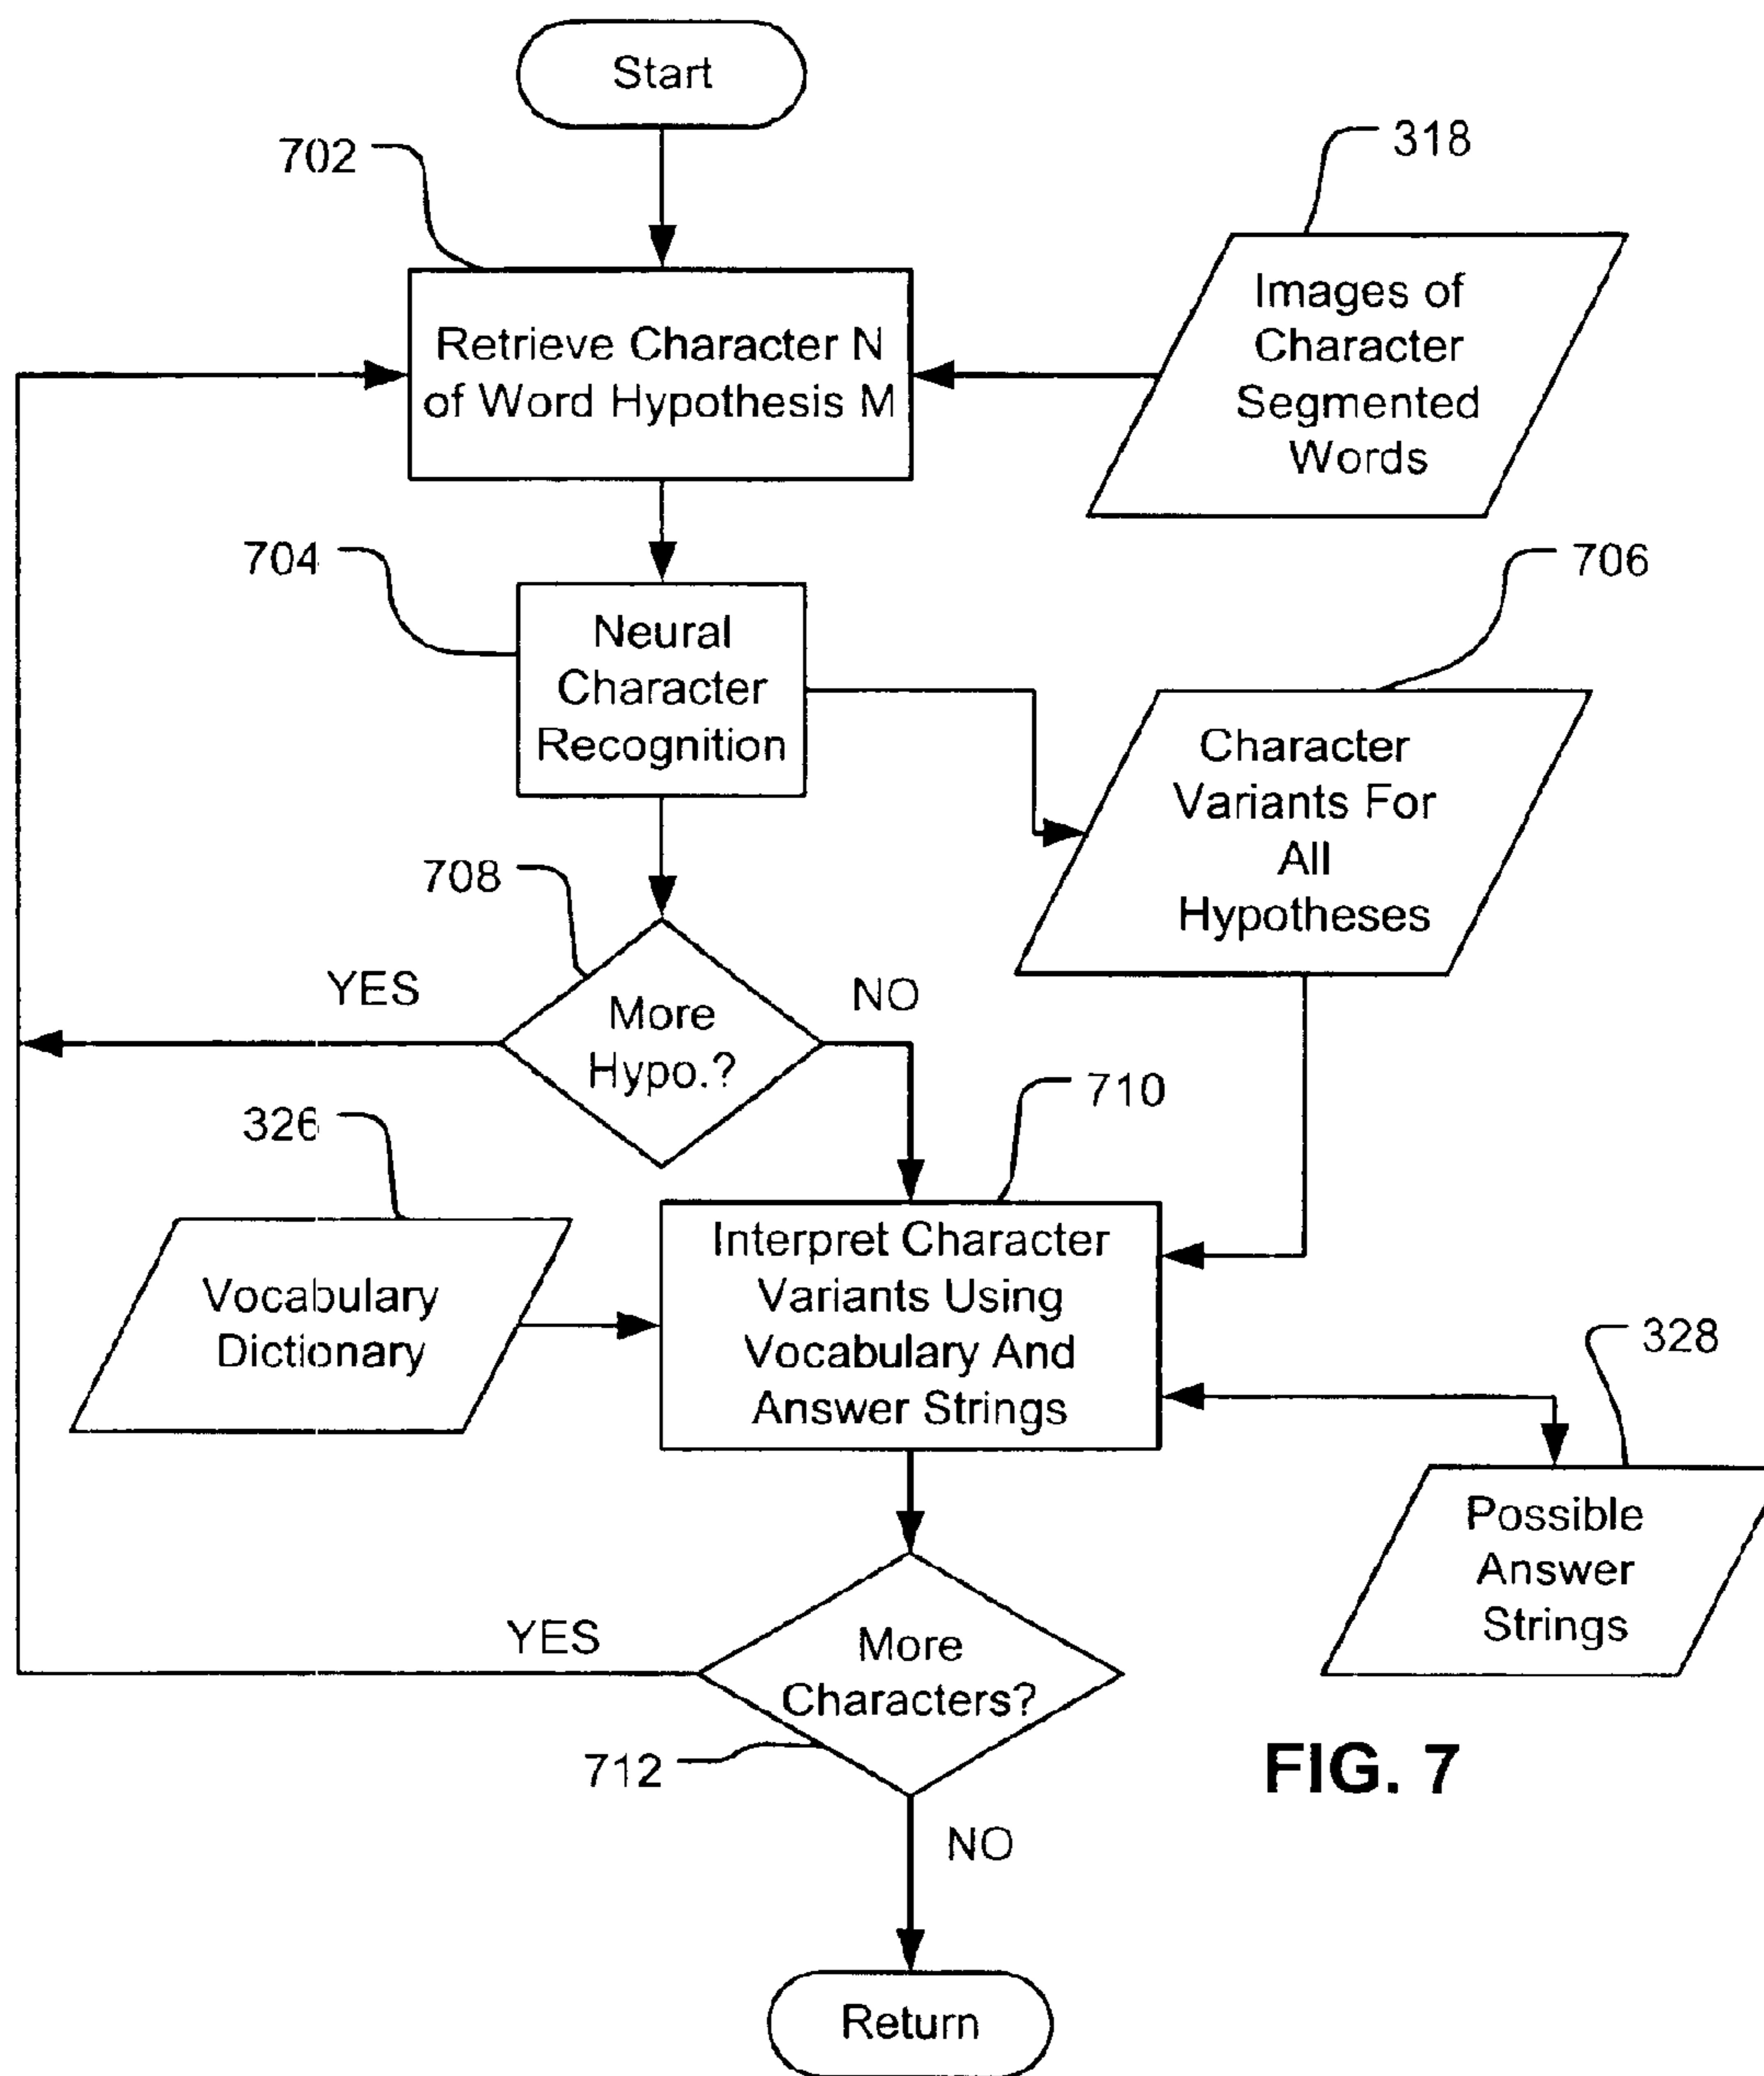 Start
702
318
Retrieve Character N
of Word Hypothesis M
Images of
Character
Segmented
Words
704
706
Neural
Character
Recognition
Character
Variants For
All
Hypotheses
708
YES
NO
More
Hypo.?
710
326
Vocabulary
Dictionary
Interpret Character
Variants Using
Vocabulary And
Answer Strings
328
Possible
Answer
Strings
YES
More
Characters?
712
FIG. 7
NO
Return